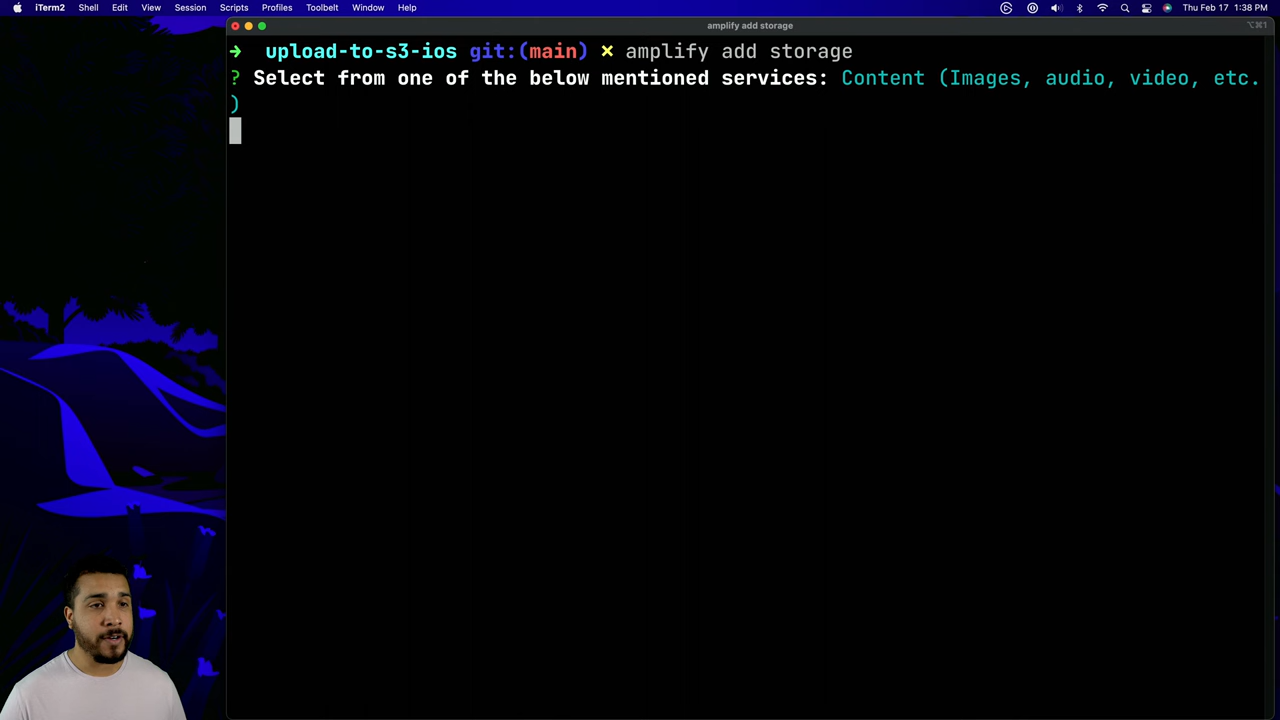 iTerm2 Shell Edit View Session Scripts Profiles Toolbelt Window Help Thu Feb 17 1:38 PM
amplify add storage ⌥⌘1
➜ upload-to-s3-ios git:(main) ✗ amplify add storage
? Select from one of the below mentioned services: Content (Images, audio, video, etc.
)